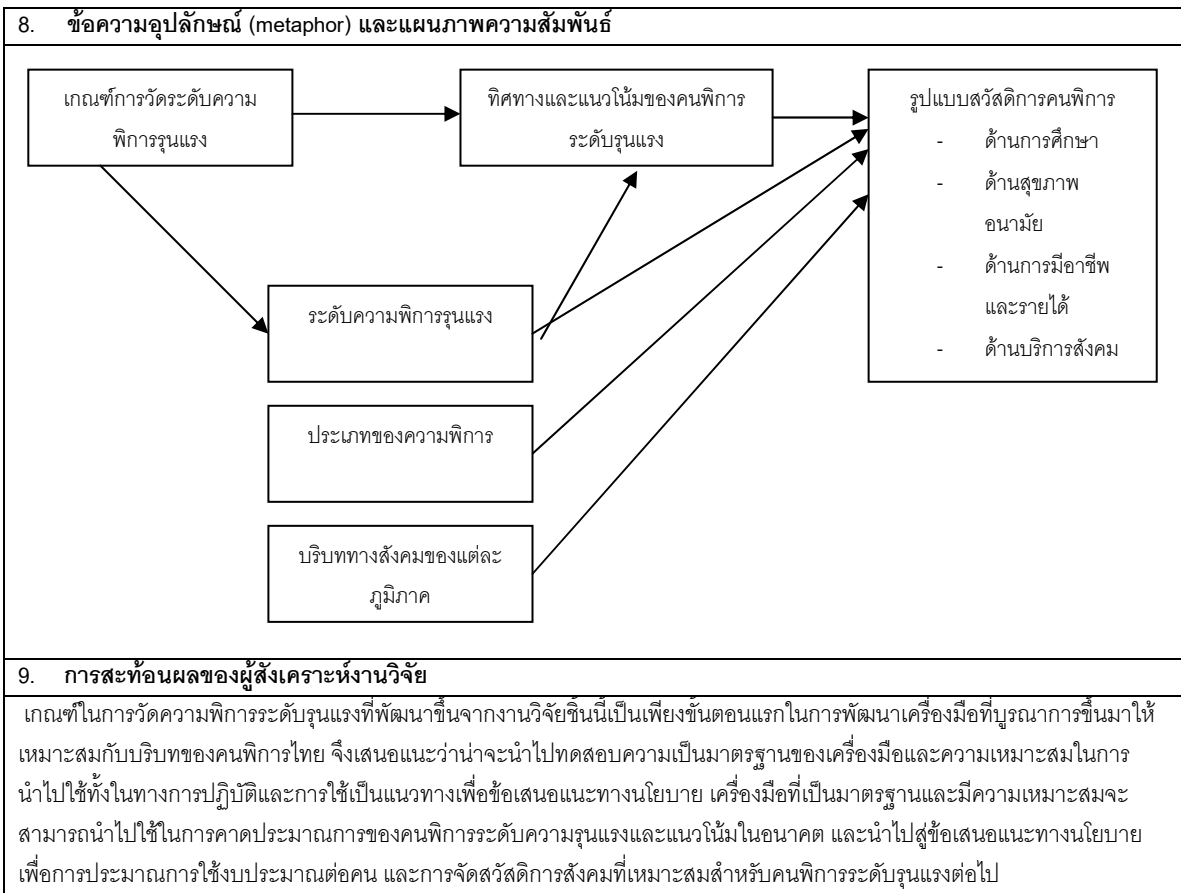 8. ข้อความอุปลักษณ์ (metaphor) และแผนภาพความสัมพันธ์
เกณฑ์การวัดระดับความ
พิการรุนแรง
ทิศทางและแนวโน้มของคนพิการ
ระดับรุนแรง
รูปแบบสวัสดิการคนพิการ
- ด้านการศึกษา
- ด้านสุขภาพ
อนามัย
- ด้านการมีอาชีพ
และรายได้
- ด้านบริการสังคม
ระดับความพิการรุนแรง
ประเภทของความพิการ
บริบททางสังคมของแต่ละ
ภูมิภาค
9. การสะท้อนผลของผู้สังเคราะห์งานวิจัย
เกณฑ์ในการวัดความพิการระดับรุนแรงที่พัฒนาขึ้นจากงานวิจัยชิ้นนี้เป็นเพียงขั้นตอนแรกในการพัฒนาเครื่องมือที่บูรณาการขึ้นมาให้
เหมาะสมกับบริบทของคนพิการไทย จึงเสนอแนะว่าน่าจะนำไปทดสอบความเป็นมาตรฐานของเครื่องมือและความเหมาะสมในการ
นำไปใช้ทั้งในทางการปฏิบัติและการใช้เป็นแนวทางเพื่อข้อเสนอแนะทางนโยบาย เครื่องมือที่เป็นมาตรฐานและมีความเหมาะสมจะ
สามารถนำไปใช้ในการคาดประมาณการของคนพิการระดับความรุนแรงและแนวโน้มในอนาคต และนำไปสู่ข้อเสนอแนะทางนโยบาย
เพื่อการประมาณการใช้งบประมาณต่อคน และการจัดสวัสดิการสังคมที่เหมาะสมสำหรับคนพิการระดับรุนแรงต่อไป